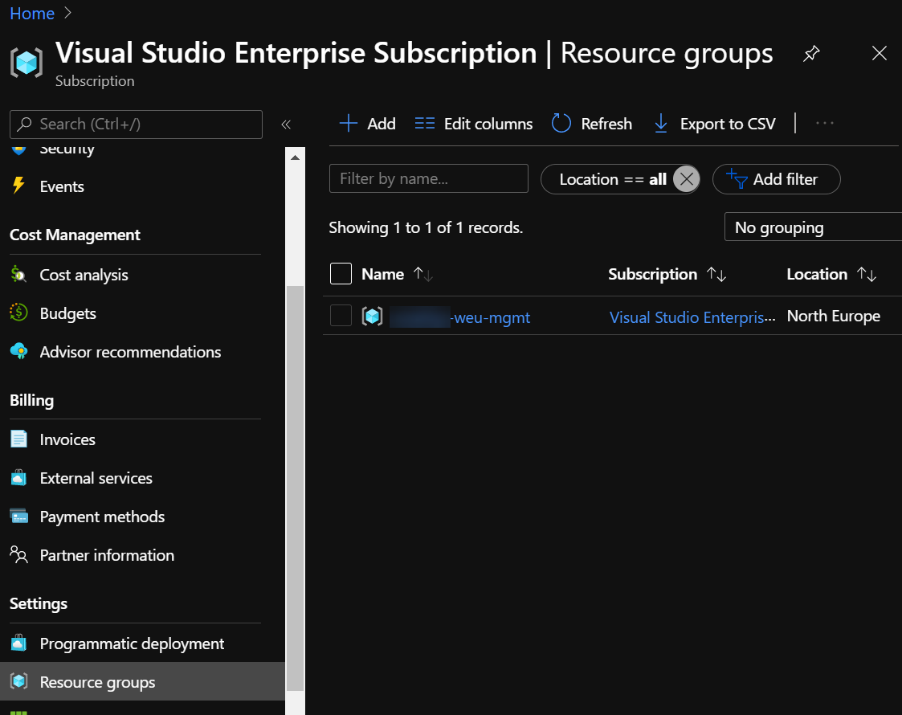 Home >
Visual Studio Enterprise Subscription | Resource groups
Subscription
Search (Ctrl+/)
«
Security
Events
Cost Management
Cost analysis
Budgets
Advisor recommendations
Billing
Invoices
External services
Payment methods
Partner information
Settings
Programmatic deployment
Resource groups
Add Edit columns Refresh Export to CSV | ...
Filter by name... Location == all Add filter
Showing 1 to 1 of 1 records.
No grouping
Name ↑↓ Subscription ↑↓ Location ↑↓
-weu-mgmt Visual Studio Enterpris... North Europe